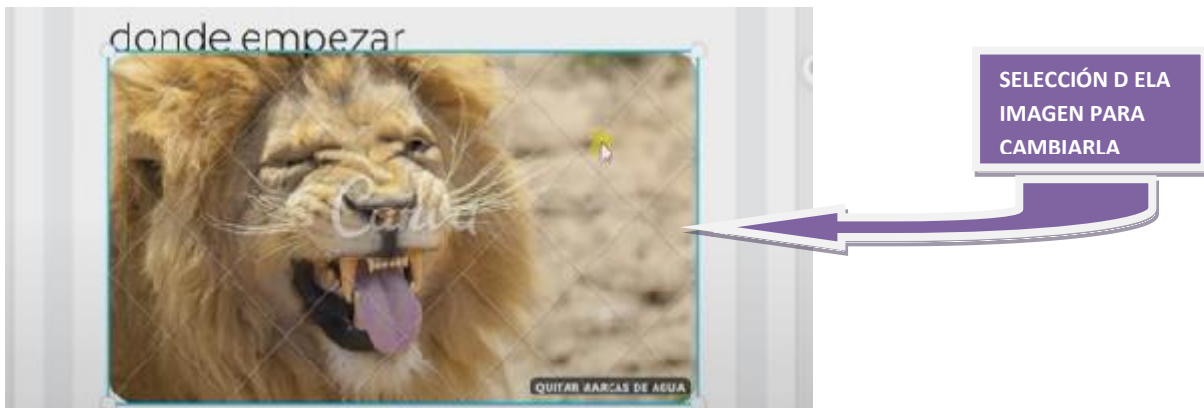 donde empezar
SELECCIÓN D ELA
IMAGEN PARA
CAMBIARLA
Canva
QUITAR MARCAS DE AGUA